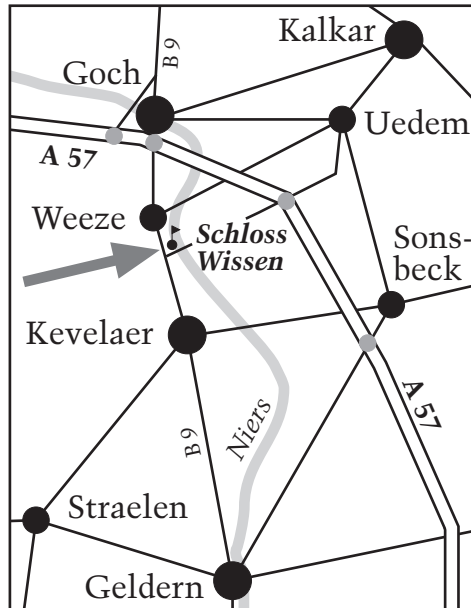 Kalkar
B 9
Goch
Uedem
A 57
Weeze
Schloss
Wissen
Sons-
beck
Kevelaer
A 57
B 9
Niers
Straelen
Geldern